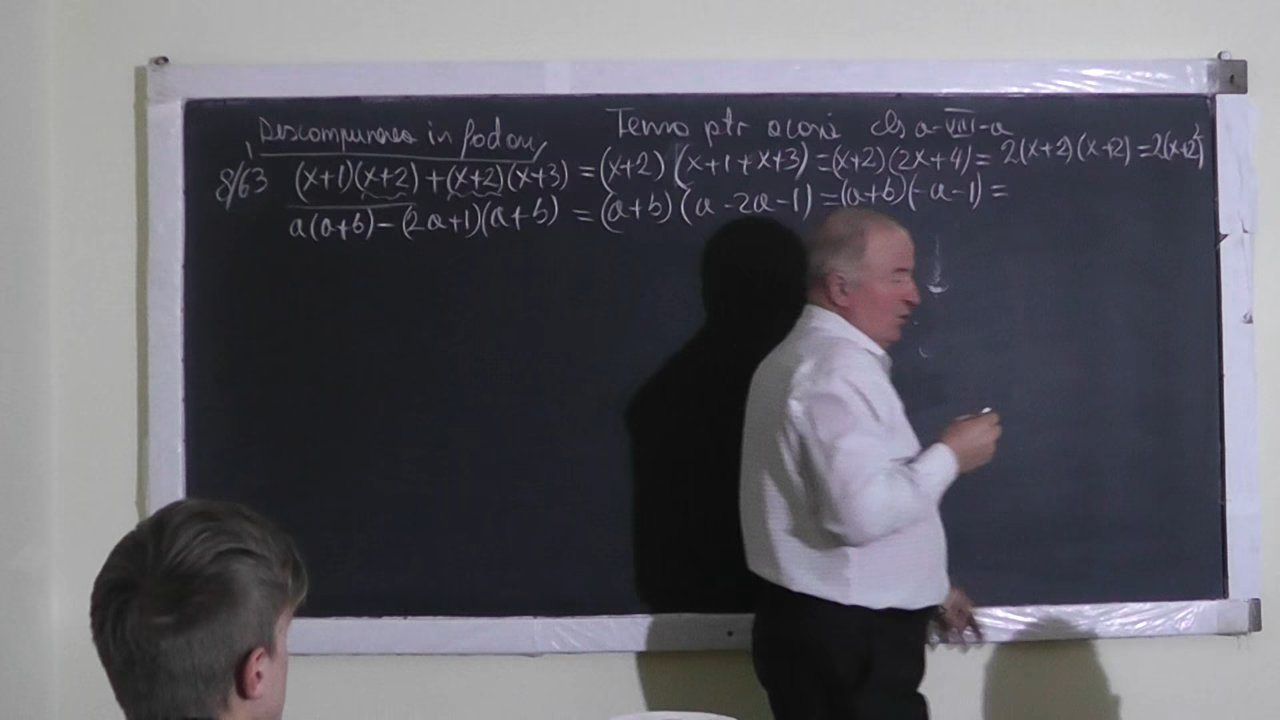 Descompunerea in factori
Tema ptr acasă cls a-VIII-a
8/63 (x+1)(x+2)+(x+2)(x+3) = (x+2)(x+1+x+3) = (x+2)(2x+4) = 2(x+2)(x+2) = 2(x+2)²
a(a+b)-(2a+1)(a+b) = (a+b)(a-2a-1) = (a+b)(-a-1) =